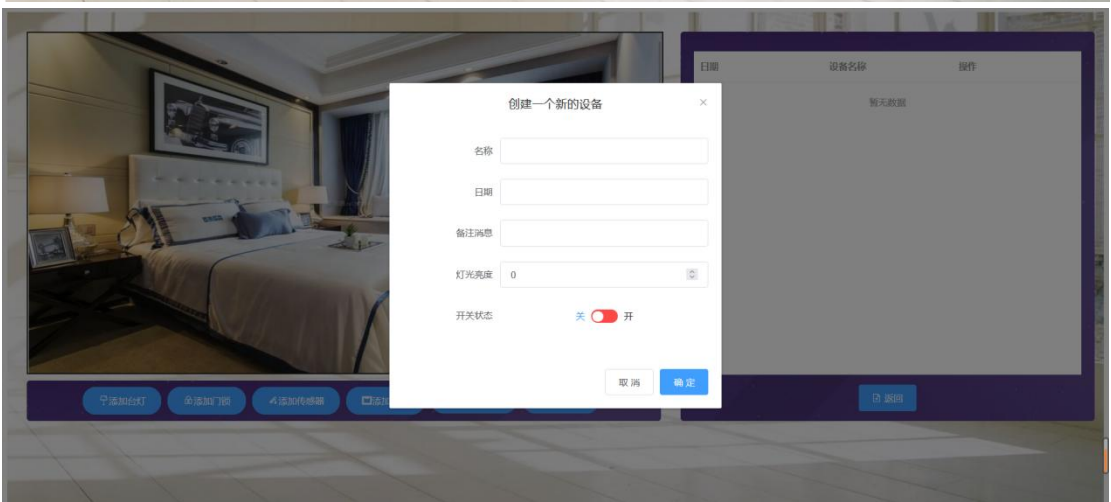 日期 设备名称 操作
暂无数据
创建一个新的设备 ×
名称
日期
备注消息
灯光亮度 0
开关状态 关 开
取消 确定
添加台灯 添加门锁 添加传感器 添加
返回